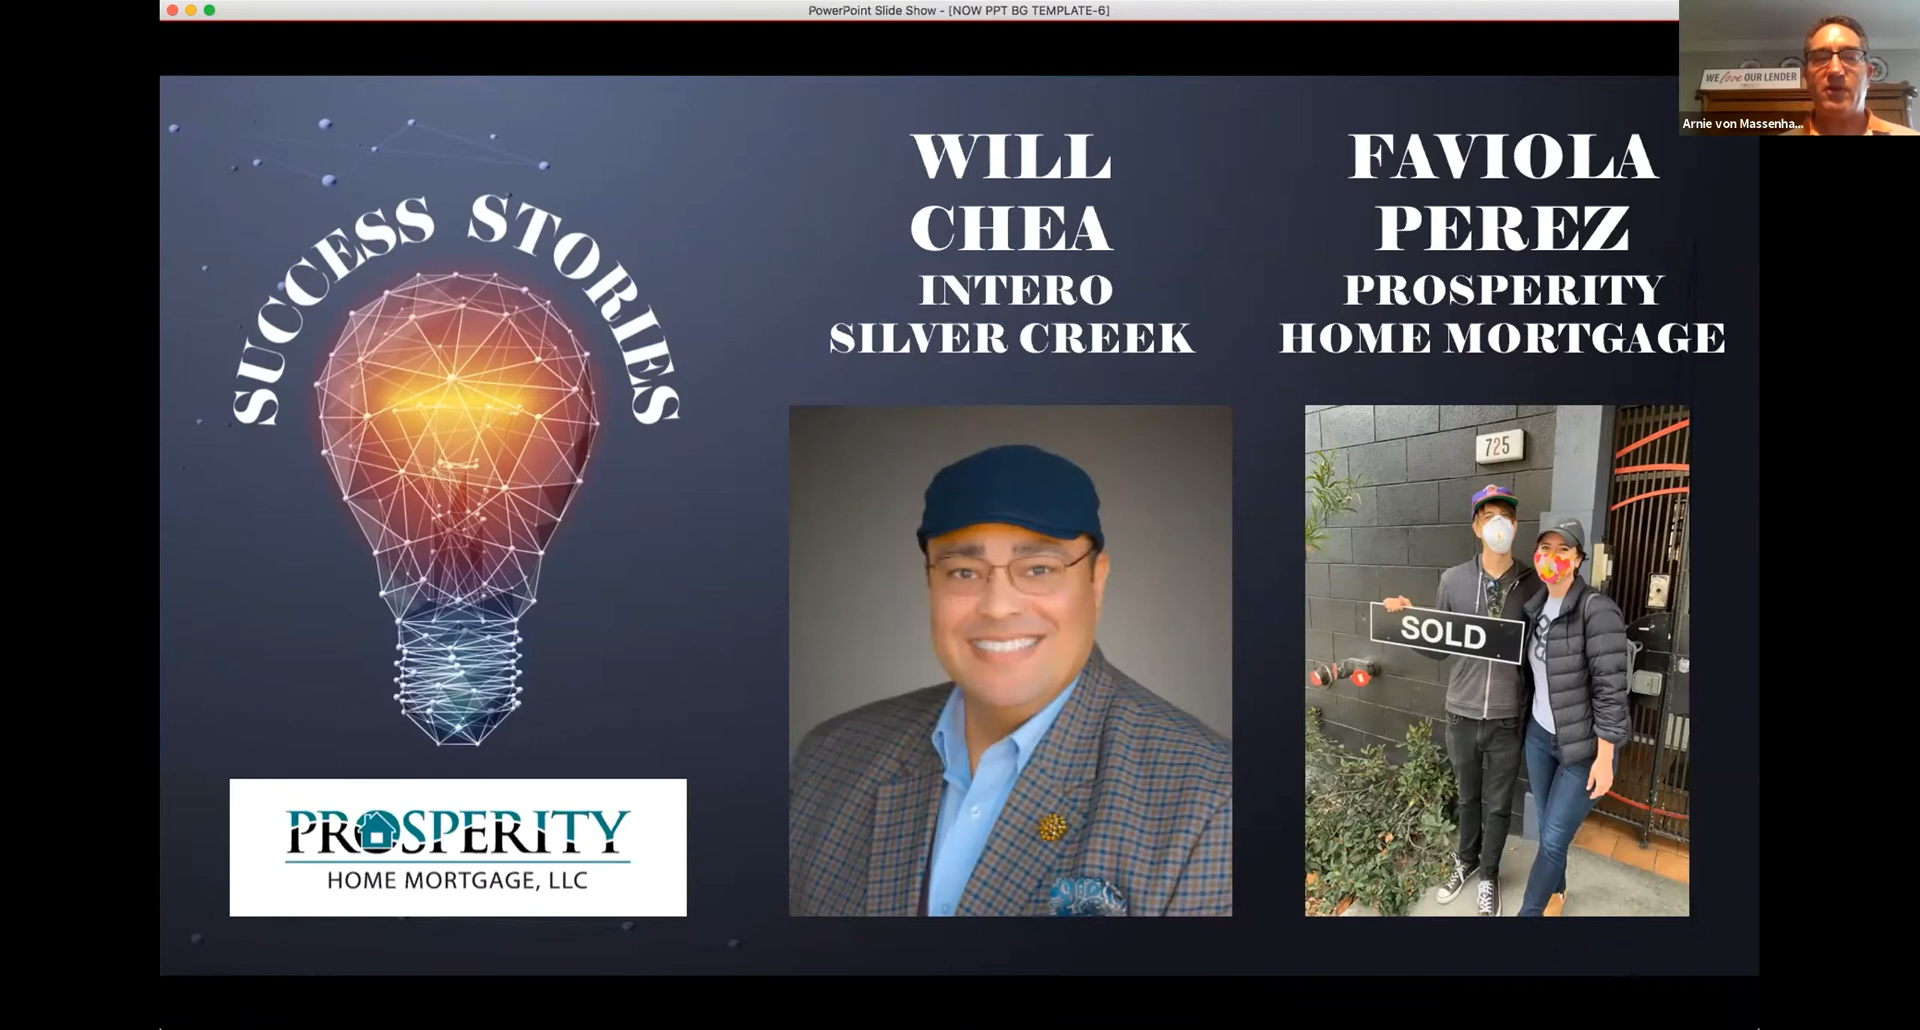 PowerPoint Slide Show - [NOW PPT BG TEMPLATE-6]
WE love OUR LENDER
Arnie von Massenha...
SUCCESS STORIES
WILL
CHEA
INTERO
SILVER CREEK
FAVIOLA
PEREZ
PROSPERITY
HOME MORTGAGE
725
SOLD
PROSPERITY
HOME MORTGAGE, LLC